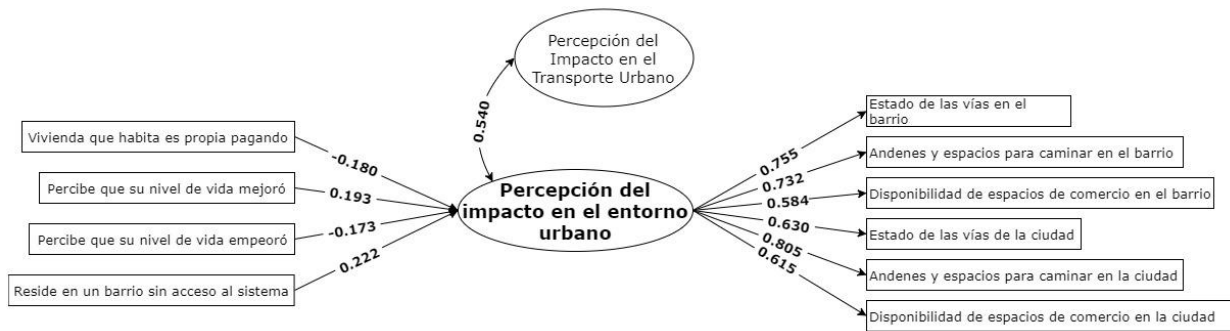 Percepción del
Impacto en el
Transporte Urbano
0.540
Vivienda que habita es propia pagando
Percibe que su nivel de vida mejoró
Percibe que su nivel de vida empeoró
Reside en un barrio sin acceso al sistema
-0.180
0.193
-0.173
0.222
Percepción del
impacto en el entorno
urbano
0.755
0.732
0.584
0.630
0.805
0.615
Estado de las vías en el
barrio
Andenes y espacios para caminar en el barrio
Disponibilidad de espacios de comercio en el barrio
Estado de las vías de la ciudad
Andenes y espacios para caminar en la ciudad
Disponibilidad de espacios de comercio en la ciudad